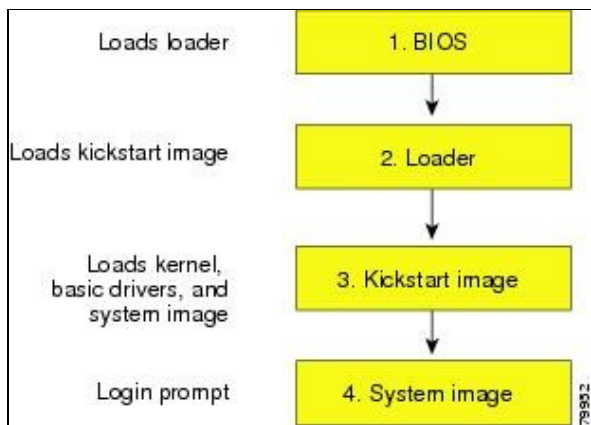 Loads loader
1. BIOS
Loads kickstart image
2. Loader
Loads kernel,
basic drivers, and
system image
3. Kickstart image
Login prompt
4. System image
79952